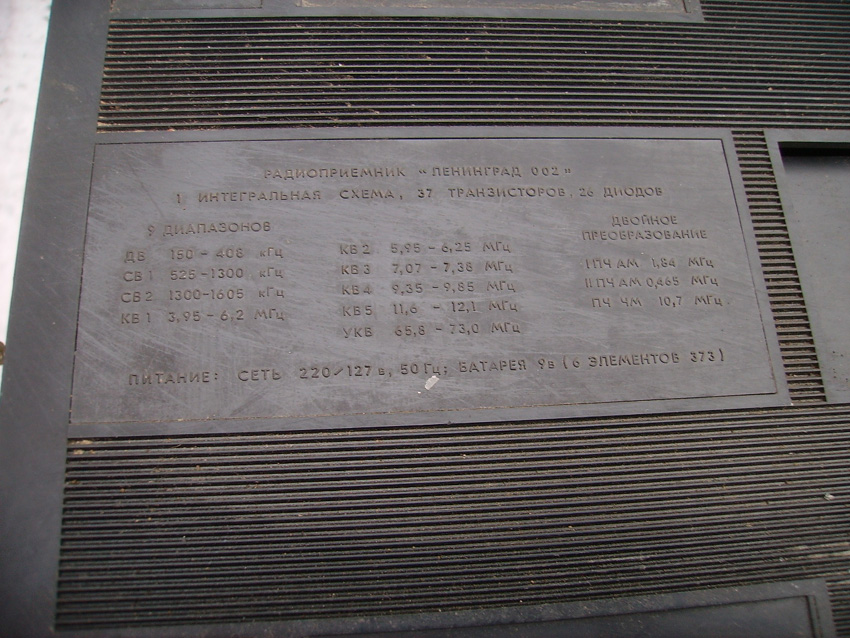 РАДИОПРИЕМНИК «ЛЕНИНГРАД 002»
1 ИНТЕГРАЛЬНАЯ СХЕМА, 37 ТРАНЗИСТОРОВ, 26 ДИОДОВ
9 ДИАПАЗОНОВ
ДВ 150 - 408 кГц
СВ 1 525 - 1300 кГц
СВ 2 1300-1605 кГц
КВ 1 3,95 - 6,2 МГц
КВ 2 5,95 - 6,25 МГц
КВ 3 7,07 - 7,38 МГц
КВ 4 9,35 - 9,85 МГц
КВ 5 11,6 - 12,1 МГц
УКВ 65,8 - 73,0 МГц
ДВОЙНОЕ
ПРЕОБРАЗОВАНИЕ
I ПЧ АМ 1,84 МГц
II ПЧ АМ 0,465 МГц
ПЧ ЧМ 10,7 МГц
ПИТАНИЕ: СЕТЬ 220/127 в, 50 Гц; БАТАРЕЯ 9в (6 ЭЛЕМЕНТОВ 373)